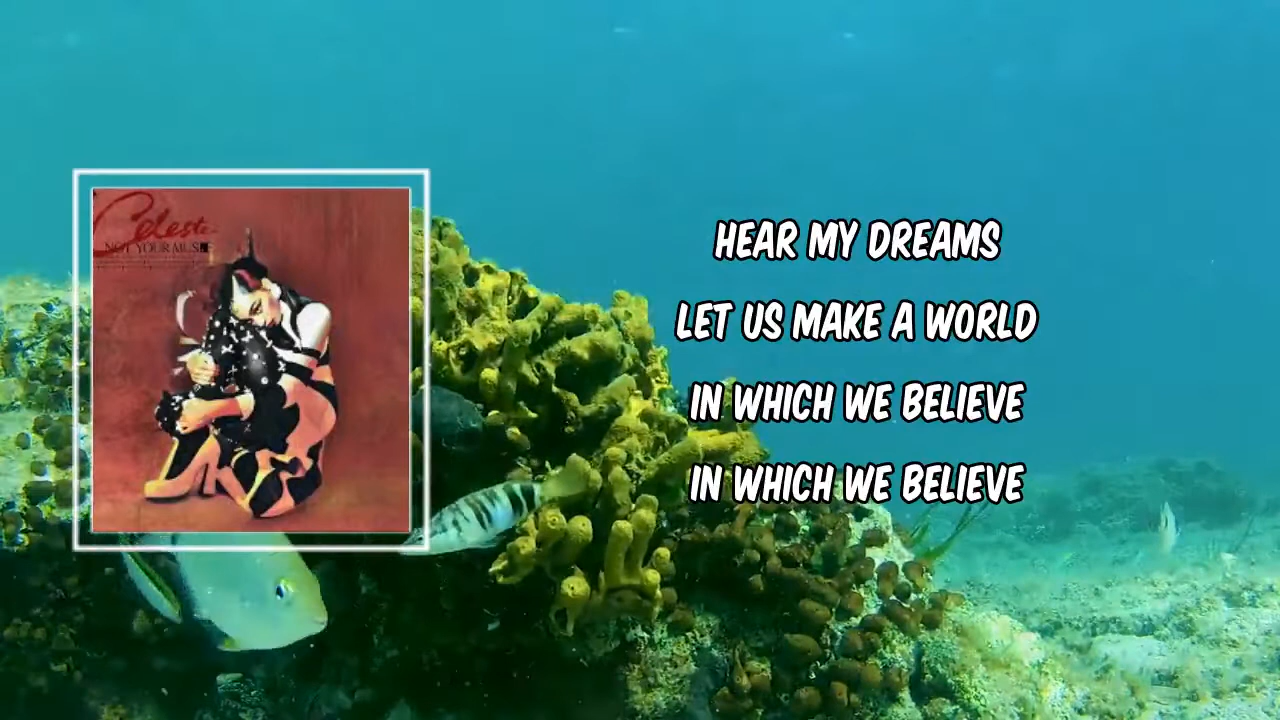 Celeste
NOT YOUR MUSE
HEAR MY DREAMS
LET US MAKE A WORLD
IN WHICH WE BELIEVE
IN WHICH WE BELIEVE